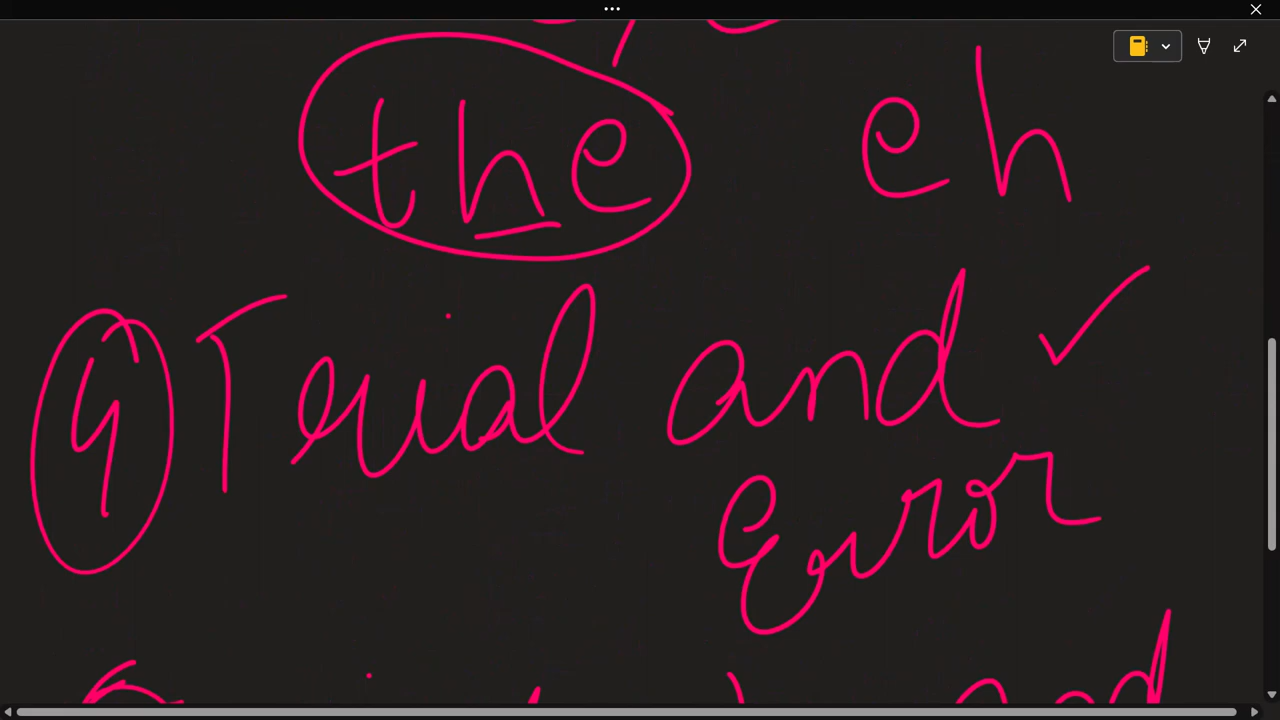 the eh
④ Trial and ✓
Error